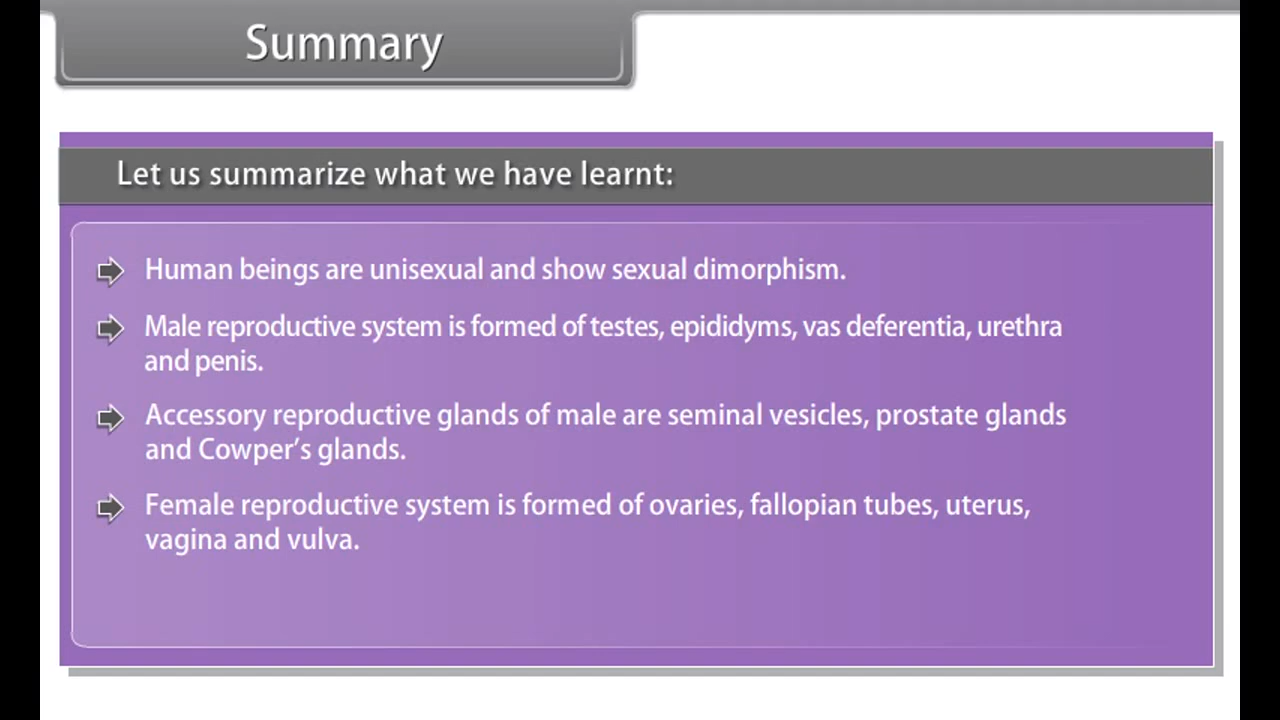 Summary
Let us summarize what we have learnt:
Human beings are unisexual and show sexual dimorphism.
Male reproductive system is formed of testes, epididyms, vas deferentia, urethra
and penis.
Accessory reproductive glands of male are seminal vesicles, prostate glands
and Cowper’s glands.
Female reproductive system is formed of ovaries, fallopian tubes, uterus,
vagina and vulva.